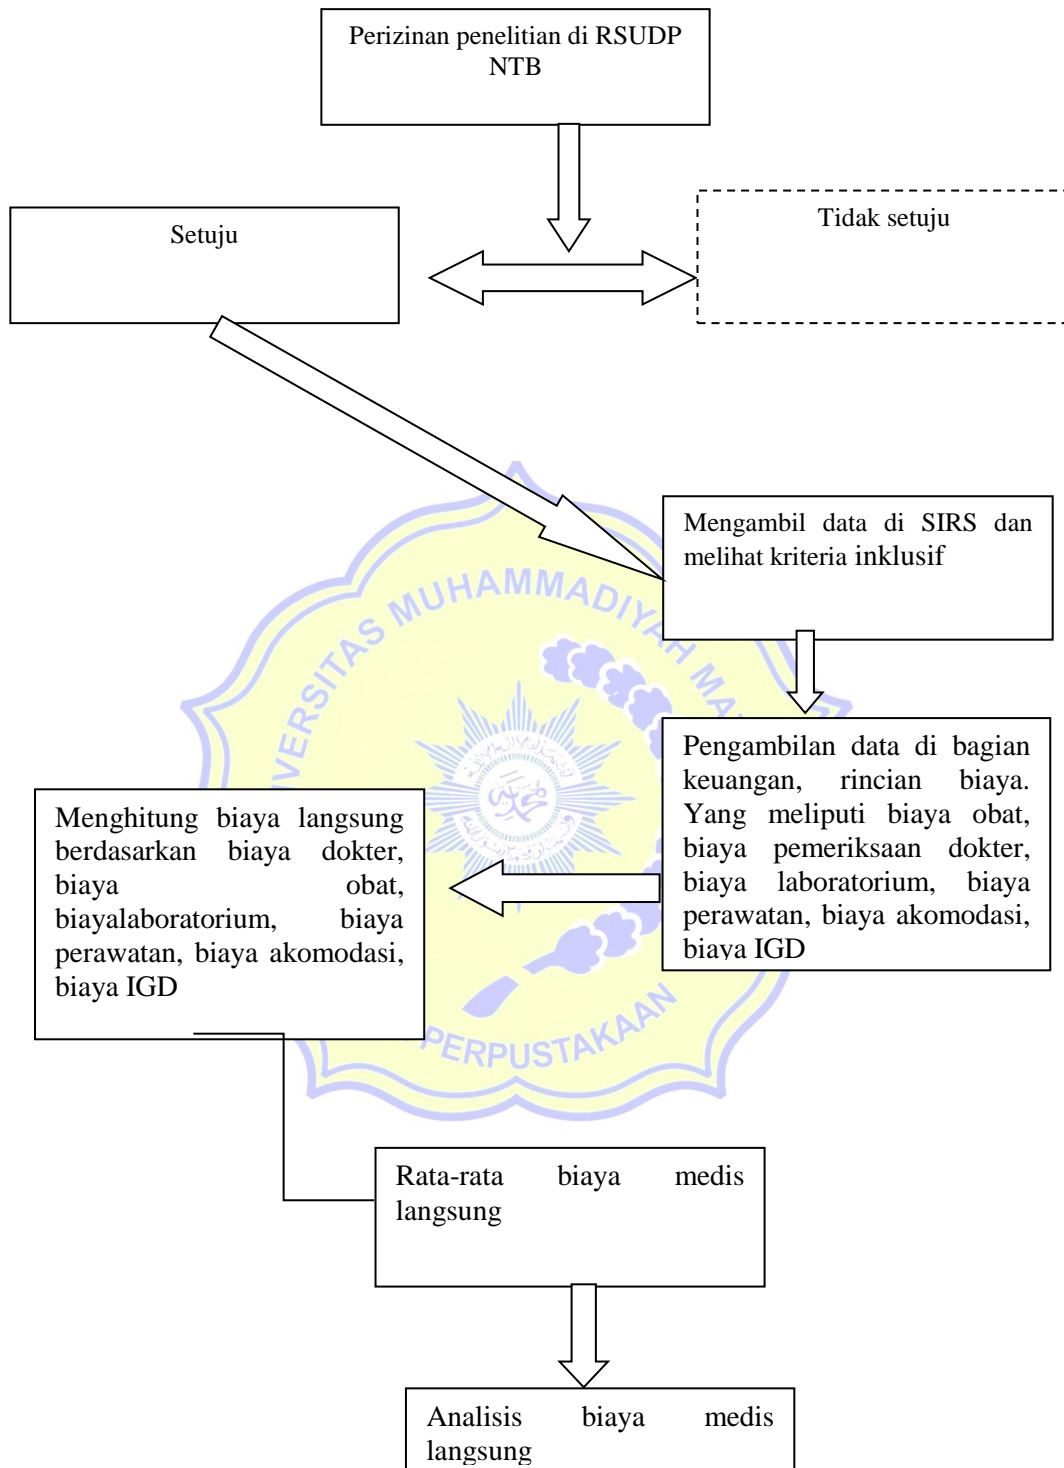 Perizinan penelitian di RSUDP
NTB
Setuju
Tidak setuju
Mengambil data di SIRS dan
melihat kriteria inklusif
Pengambilan data di bagian
keuangan, rincian biaya.
Yang meliputi biaya obat,
biaya pemeriksaan dokter,
biaya laboratorium, biaya
perawatan, biaya akomodasi,
biaya IGD
Menghitung biaya langsung
berdasarkan biaya dokter,
biaya obat,
biayalaboratorium, biaya
perawatan, biaya akomodasi,
biaya IGD
Rata-rata biaya medis
langsung
Analisis biaya medis
langsung
MUHAMMADIYAH
PERPUSTAKAAN